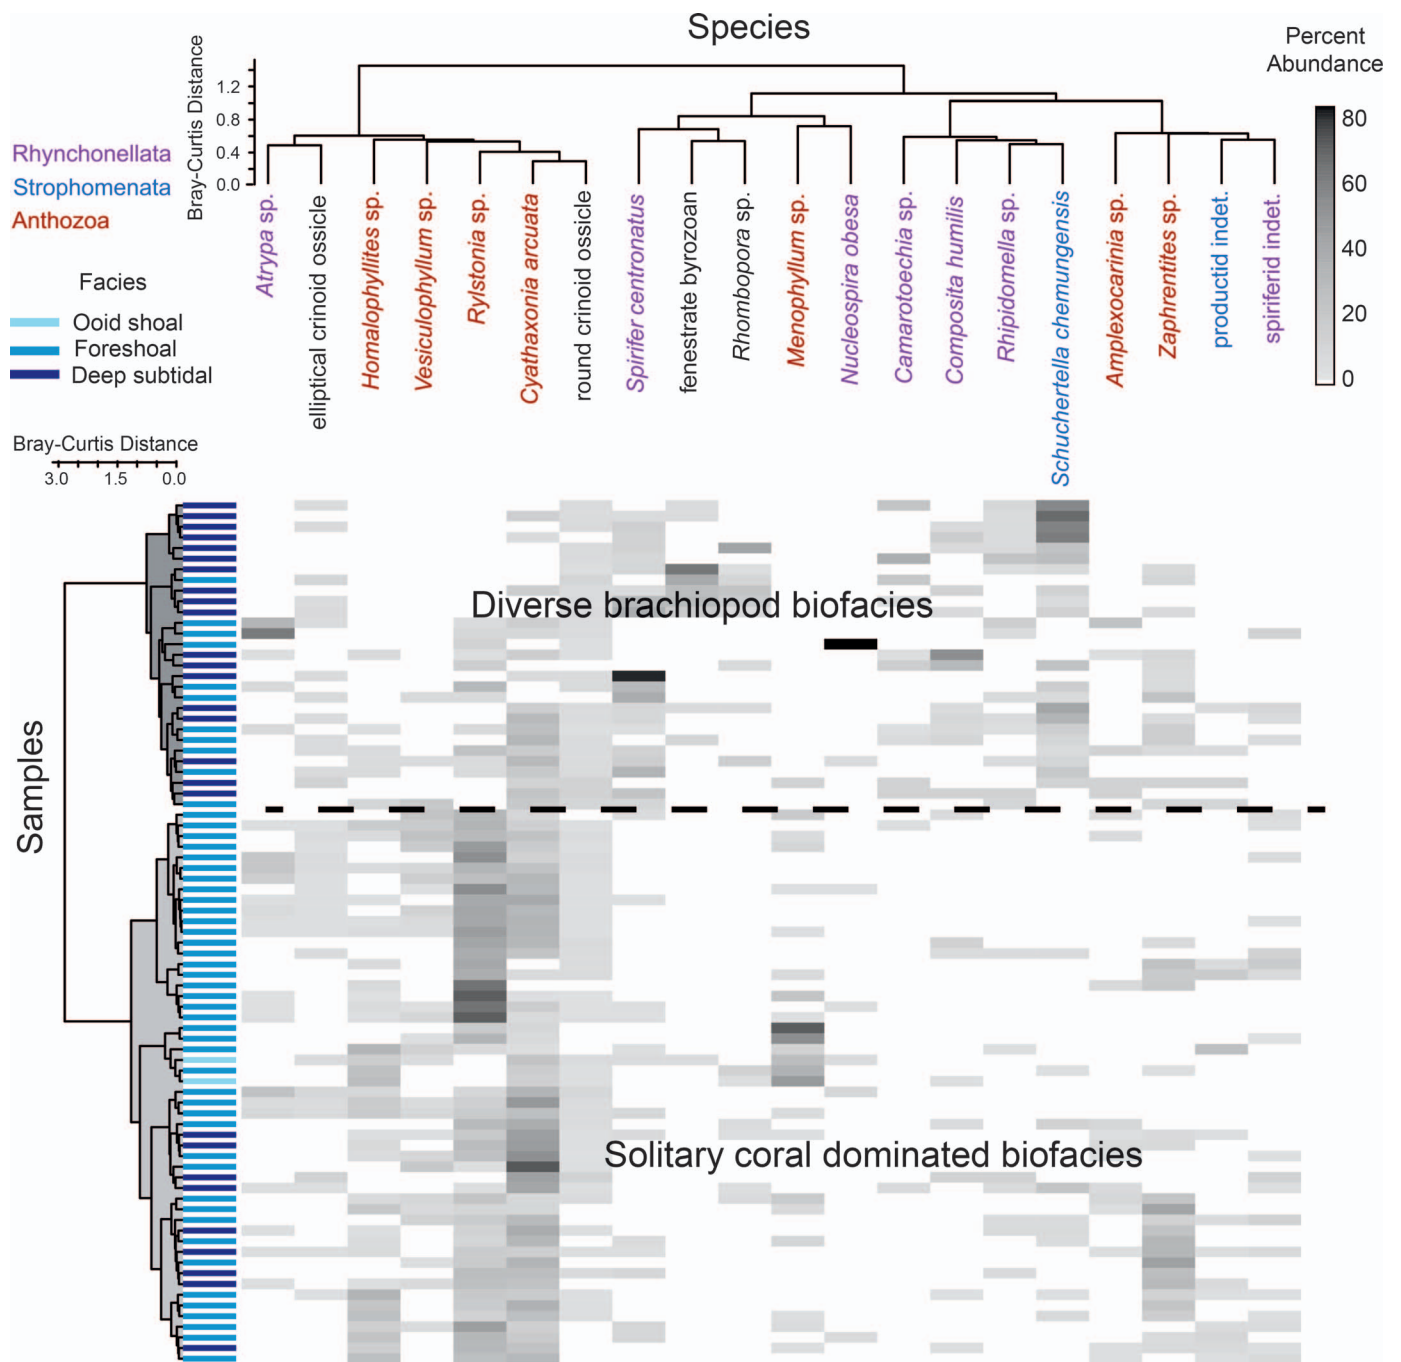 Species
Percent
Abundance
Bray-Curtis Distance
1.2
0.8
0.4
0.0
80
60
40
20
0
Rhynchonellata
Strophomenata
Anthozoa
Facies
Ooid shoal
Foreshoal
Deep subtidal
Atrypa sp.
elliptical crinoid ossicle
Homalophyllites sp.
Vesiculophyllum sp.
Rylstonia sp.
Cyathaxonia arcuata
round crinoid ossicle
Spirifer centronatus
fenestrate byrozoan
Rhombopora sp.
Menophyllum sp.
Nucleospira obesa
Camarotoechia sp.
Composita humilis
Rhipidomella sp.
Schuchertella chemungensis
Amplexocarinia sp.
Zaphrentites sp.
productid indet.
spiriferid indet.
Bray-Curtis Distance
3.0 1.5 0.0
Samples
Diverse brachiopod biofacies
Solitary coral dominated biofacies